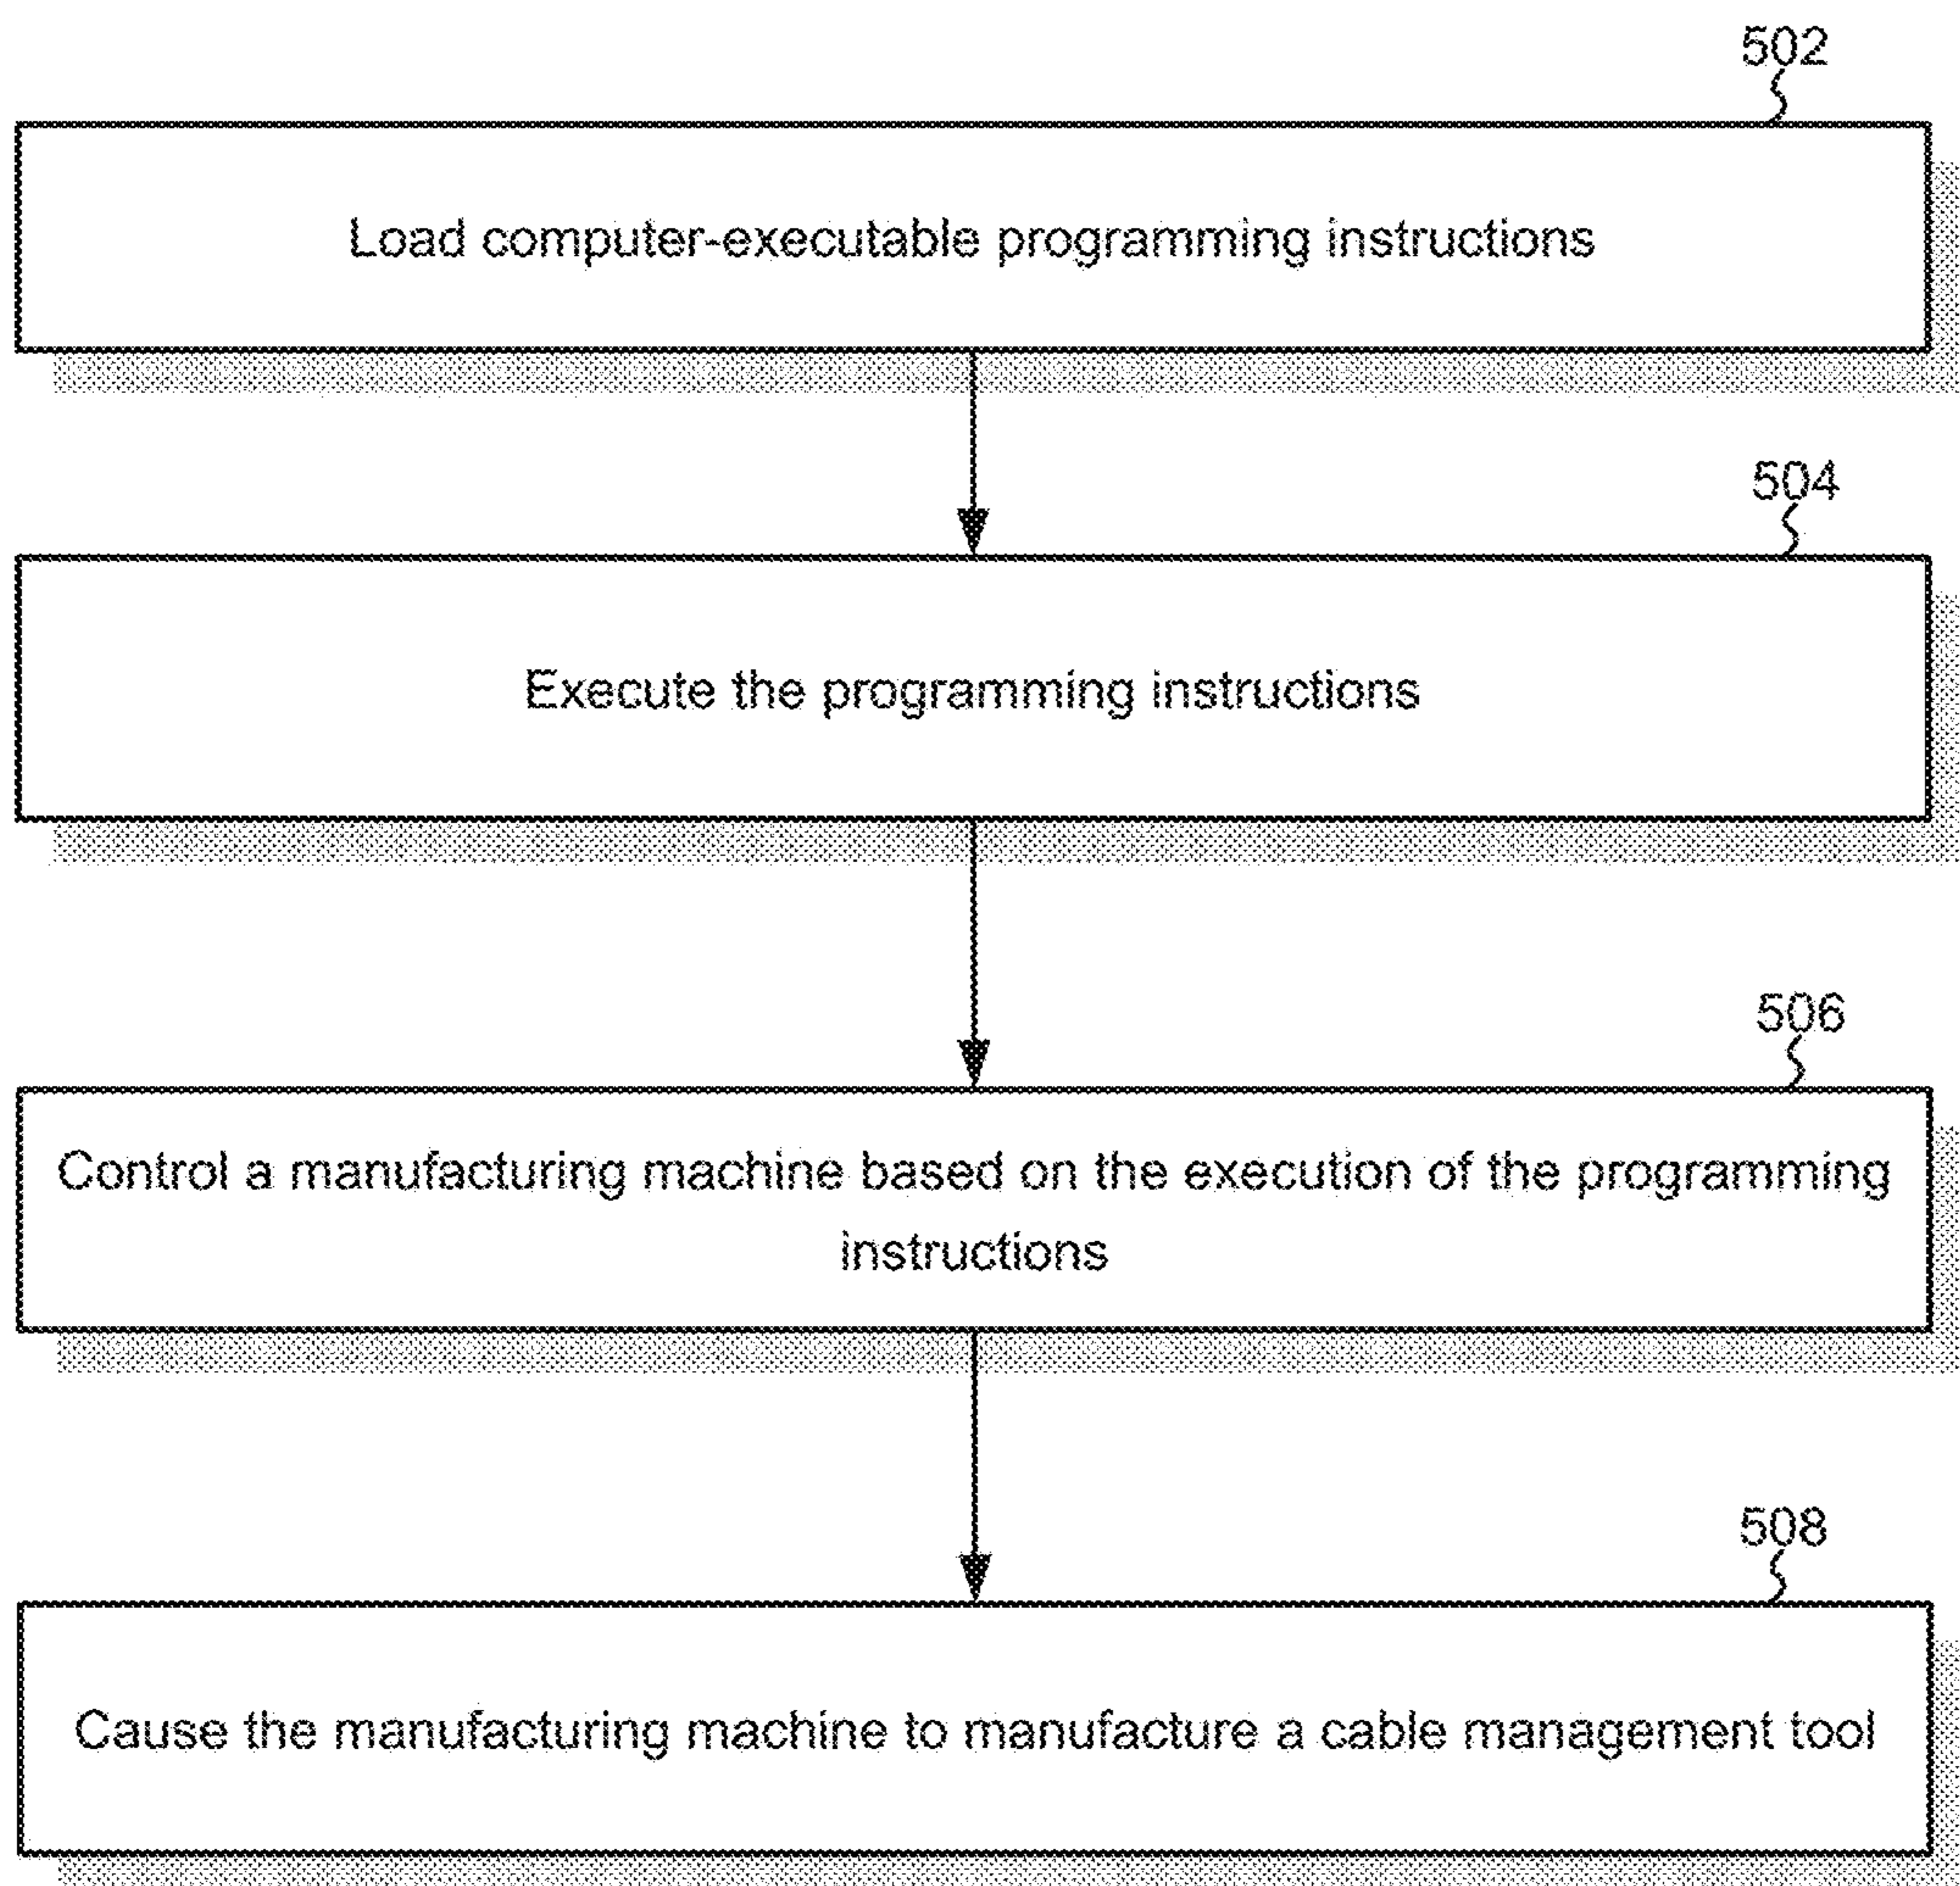 502
Load computer-executable programming instructions
504
Execute the programming instructions
506
Control a manufacturing machine based on the execution of the programming
instructions
508
Cause the manufacturing machine to manufacture a cable management tool